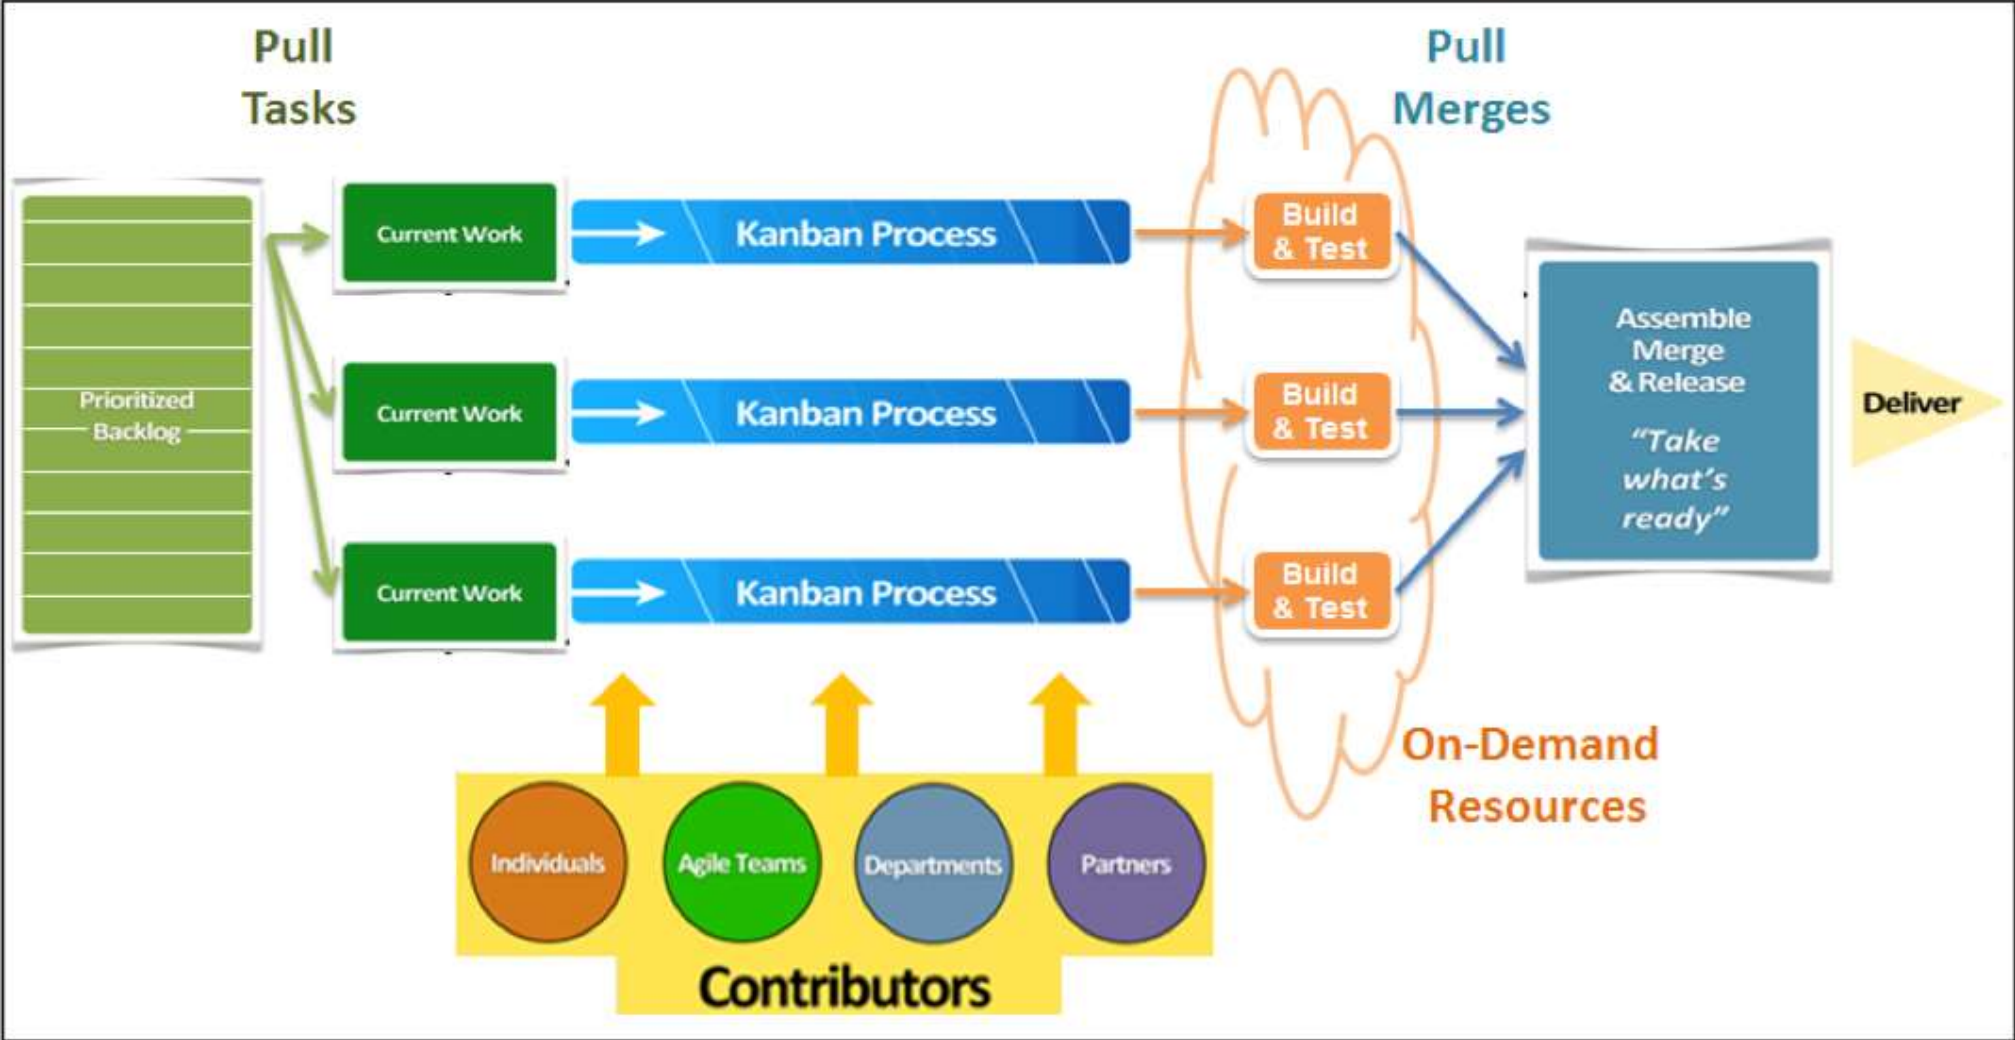 Pull
Tasks
Pull
Merges
Prioritized
Backlog
Current Work
Kanban Process
Build
& Test
Current Work
Kanban Process
Build
& Test
Current Work
Kanban Process
Build
& Test
Assemble
Merge
& Release
“Take
what’s
ready”
Deliver
On-Demand
Resources
Individuals
Agile Teams
Departments
Partners
Contributors